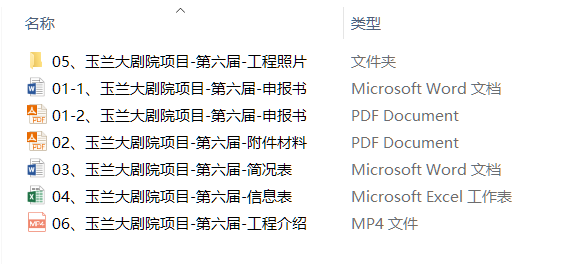 名称 类型
05、玉兰大剧院项目-第六届-工程照片 文件夹
01-1、玉兰大剧院项目-第六届-申报书 Microsoft Word 文档
01-2、玉兰大剧院项目-第六届-申报书 PDF Document
02、玉兰大剧院项目-第六届-附件材料 PDF Document
03、玉兰大剧院项目-第六届-简况表 Microsoft Word 文档
04、玉兰大剧院项目-第六届-信息表 Microsoft Excel 工作表
06、玉兰大剧院项目-第六届-工程介绍 MP4 文件